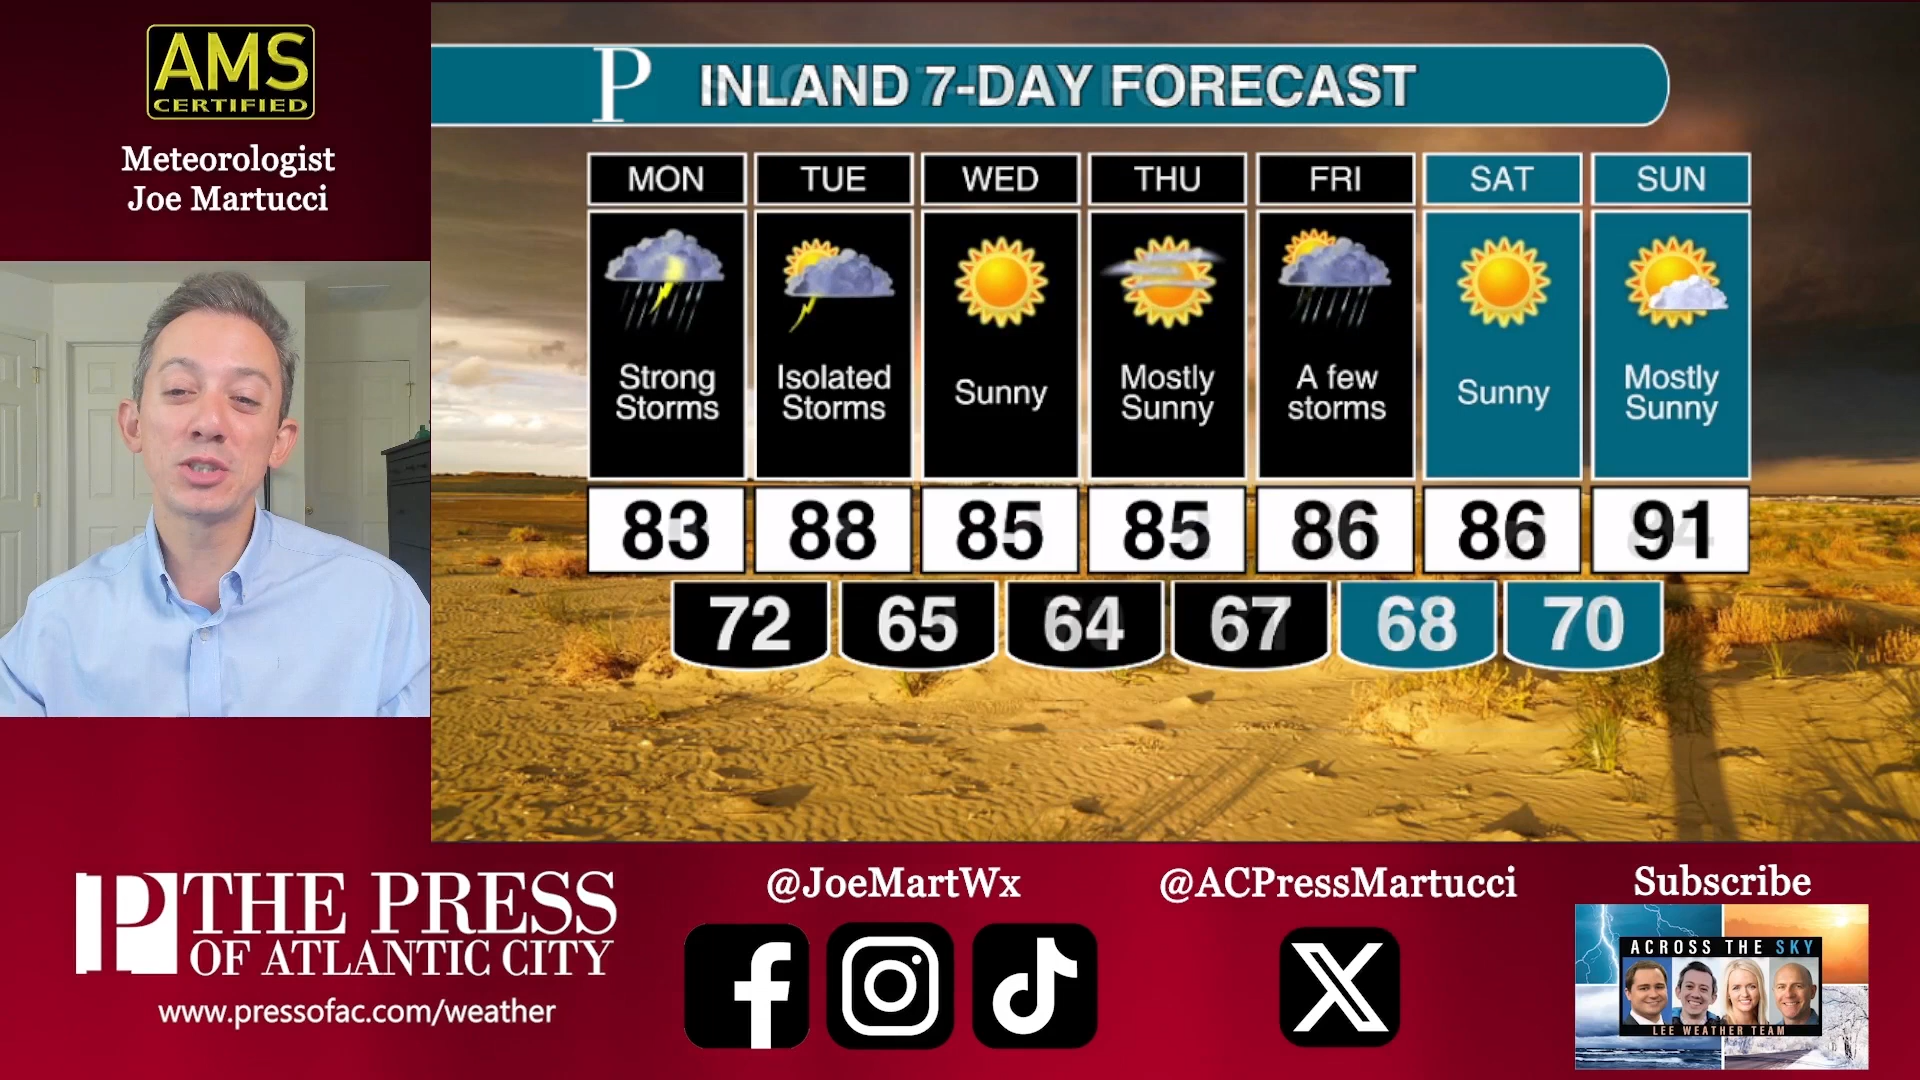 AMS
CERTIFIED
Meteorologist
Joe Martucci
P INLAND 7-DAY FORECAST
MON TUE WED THU FRI SAT SUN
Strong Storms
Isolated Storms
Sunny
Mostly Sunny
A few storms
Sunny
Mostly Sunny
83 88 85 85 86 86 91
72 65 64 67 68 70
P THE PRESS
OF ATLANTIC CITY
www.pressofac.com/weather
@JoeMartWx
@ACPressMartucci
Subscribe
ACROSS THE SKY
LEE WEATHER TEAM